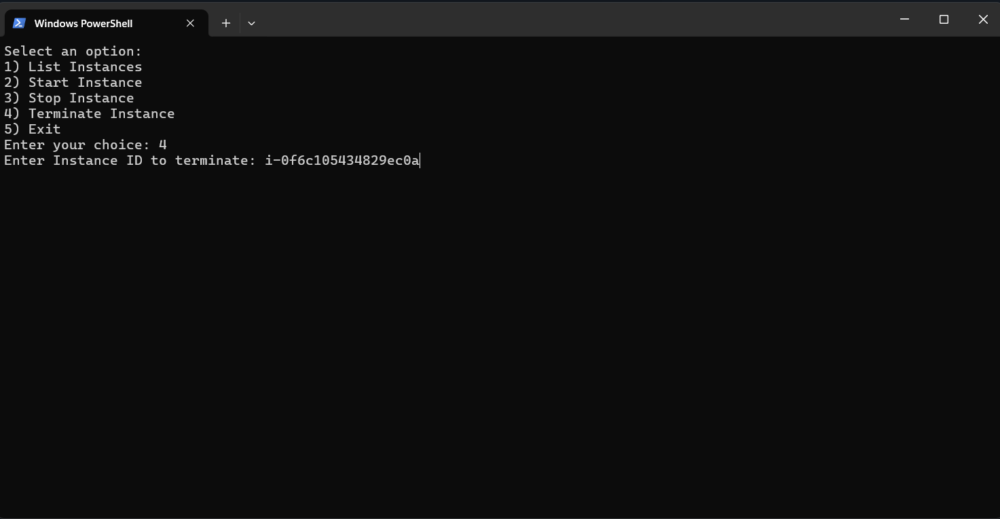 Windows PowerShell
Select an option:
1) List Instances
2) Start Instance
3) Stop Instance
4) Terminate Instance
5) Exit
Enter your choice: 4
Enter Instance ID to terminate: i-0f6c105434829ec0a